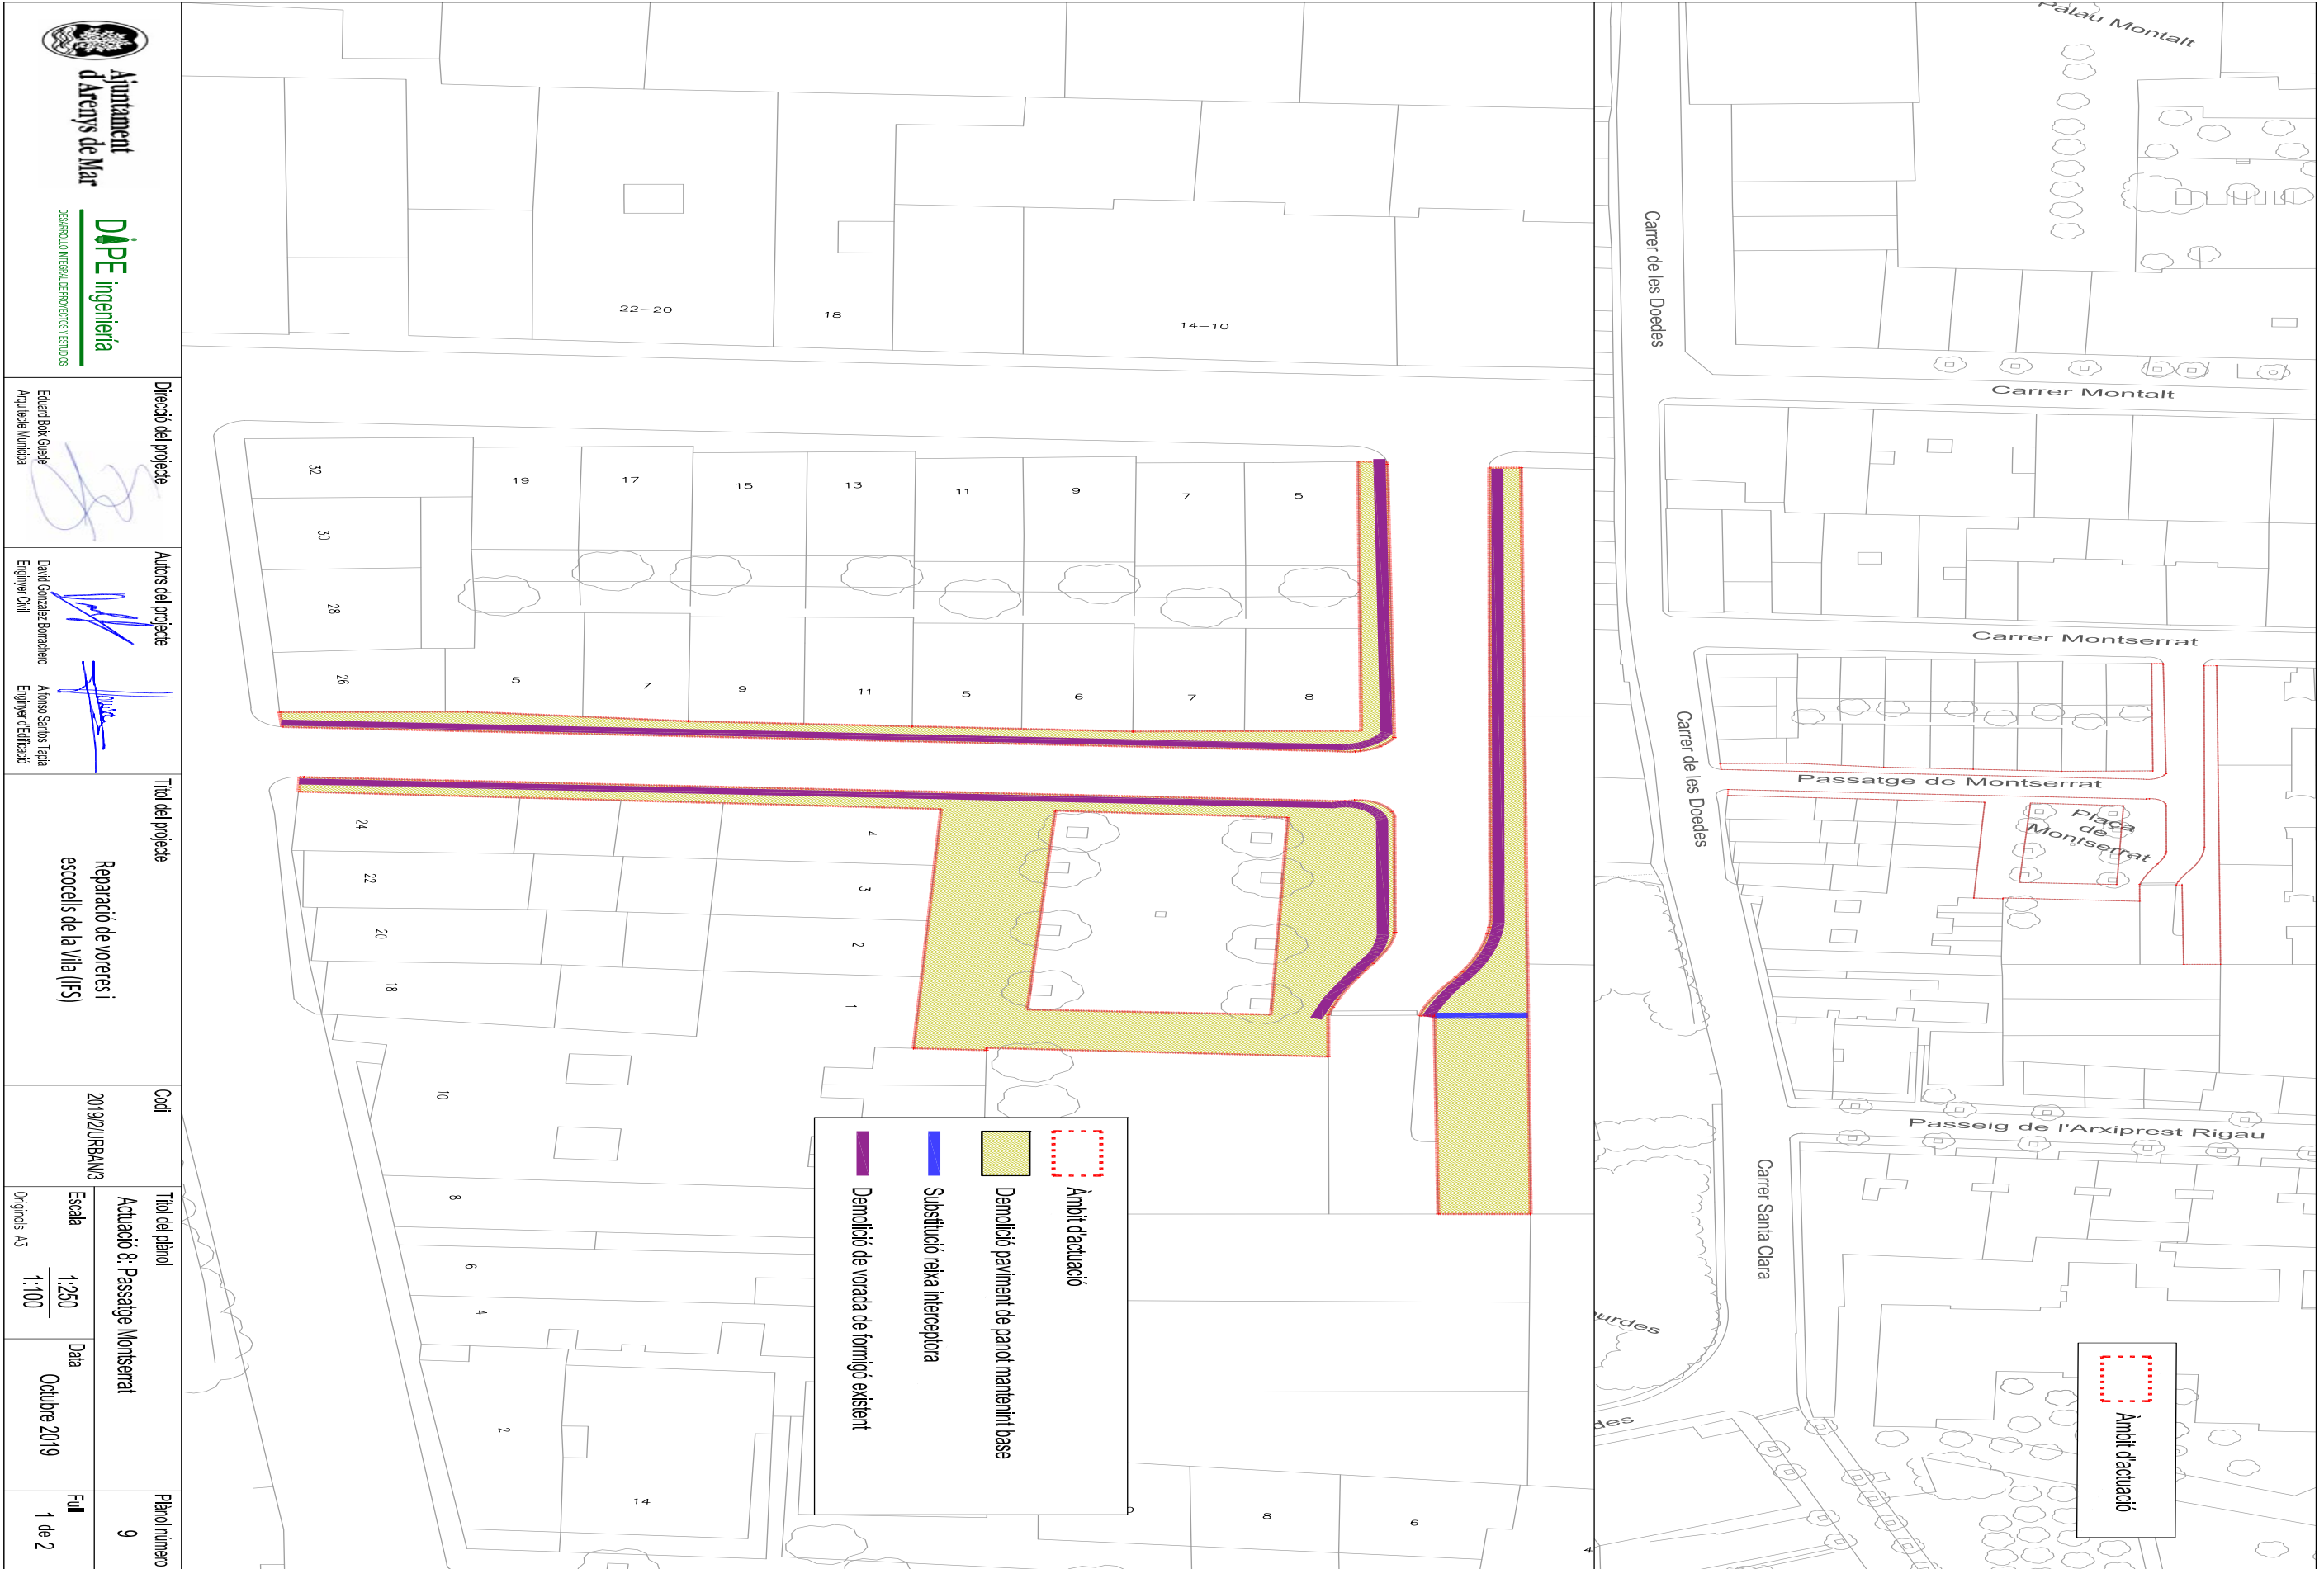 Palau Montalt
Carrer de les Doedes
Carrer Montalt
Carrer Montserrat
Passatge de Montserrat
Plaça
de
Montserrat
Carrer de les Doedes
Passeig de l'Arxiprest Rigau
Carrer Santa Clara
urdes
des
Àmbit d'actuació
22-20
18
14-10
32
30
28
26
19
17
15
13
11
9
7
5
5
7
9
11
5
6
7
8
24
22
20
18
4
3
2
1
10
8
6
4
2
14
8
6
4
Àmbit d'actuació
Demolició paviment de panot mantenint base
Substitució reixa interceptora
Demolició de vorada de formigó existent
Ajuntament
d'Arenys de Mar
DIPE ingeniería
DESARROLLO INTEGRAL DE PROYECTOS Y ESTUDIOS
Direcció del projecte
Eduard Boix Guede
Arquitecte Municipal
Autors del projecte
David Gonzalez Borrachero
Enginyer Civil
Alfonso Santos Tapia
Enginyer d'Edificació
Títol del projecte
Reparació de voreres i
escocells de la Vila (IFS)
Codi
2019/2/URBAN/3
Títol del plànol
Actuació 8: Passatge Montserrat
Escala
1:250
1:1100
Originals A3
Data
Octubre 2019
Plànol número
9
Full
1 de 2